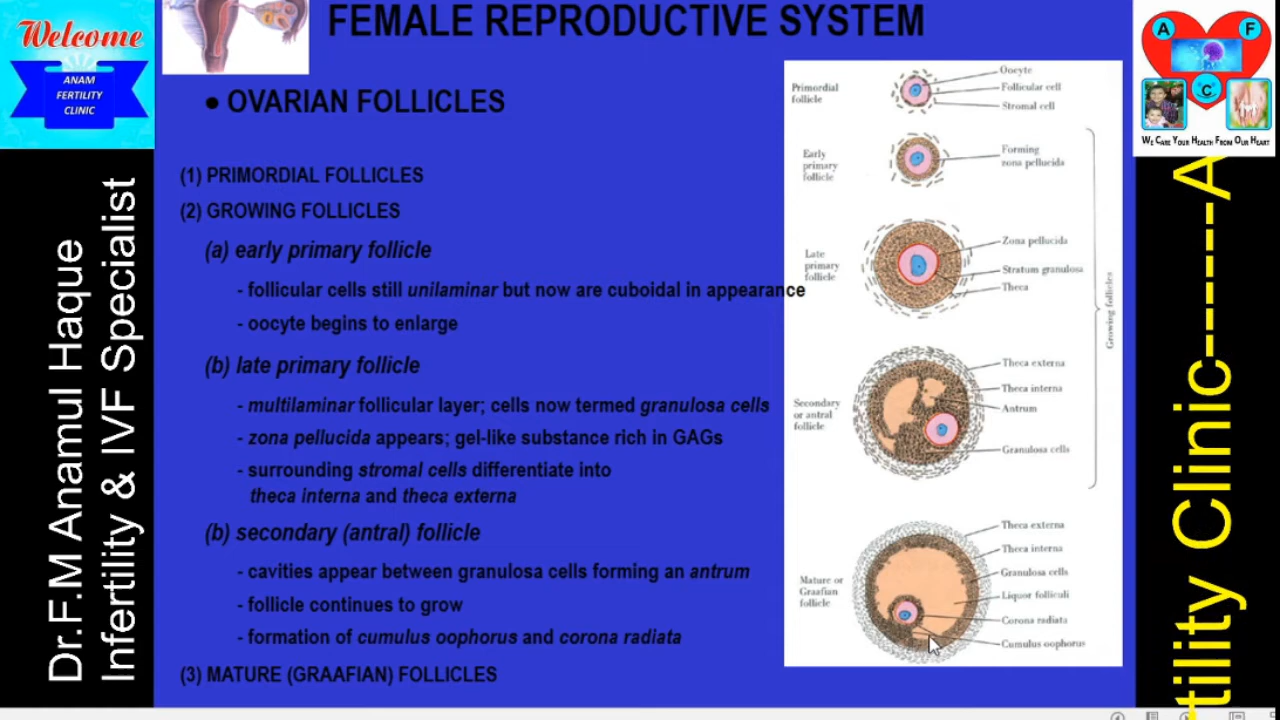 Welcome
ANAM
FERTILITY
CLINIC
FEMALE REPRODUCTIVE SYSTEM
• OVARIAN FOLLICLES
(1) PRIMORDIAL FOLLICLES
(2) GROWING FOLLICLES
(a) early primary follicle
- follicular cells still unilaminar but now are cuboidal in appearance
- oocyte begins to enlarge
(b) late primary follicle
- multilaminar follicular layer; cells now termed granulosa cells
- zona pellucida appears; gel-like substance rich in GAGs
- surrounding stromal cells differentiate into
theca interna and theca externa
(b) secondary (antral) follicle
- cavities appear between granulosa cells forming an antrum
- follicle continues to grow
- formation of cumulus oophorus and corona radiata
(3) MATURE (GRAAFIAN) FOLLICLES
Primordial
follicle
Oocyte
Follicular cell
Stromal cell
Early
primary
follicle
Forming
zona pellucida
Late
primary
follicle
Zona pellucida
Stratum granulosa
Theca
Secondary
or antral
follicle
Theca externa
Theca interna
Antrum
Granulosa cells
Growing follicles
Mature or
Graafian
follicle
Theca externa
Theca interna
Granulosa cells
Liquor folliculi
Corona radiata
Cumulus oophorus
A F
C
WE CARE YOUR HEALTH FROM OUR HEART
Dr.F.M Anamul Haque
Infertility & IVF Specialist
tility Clinic-------A